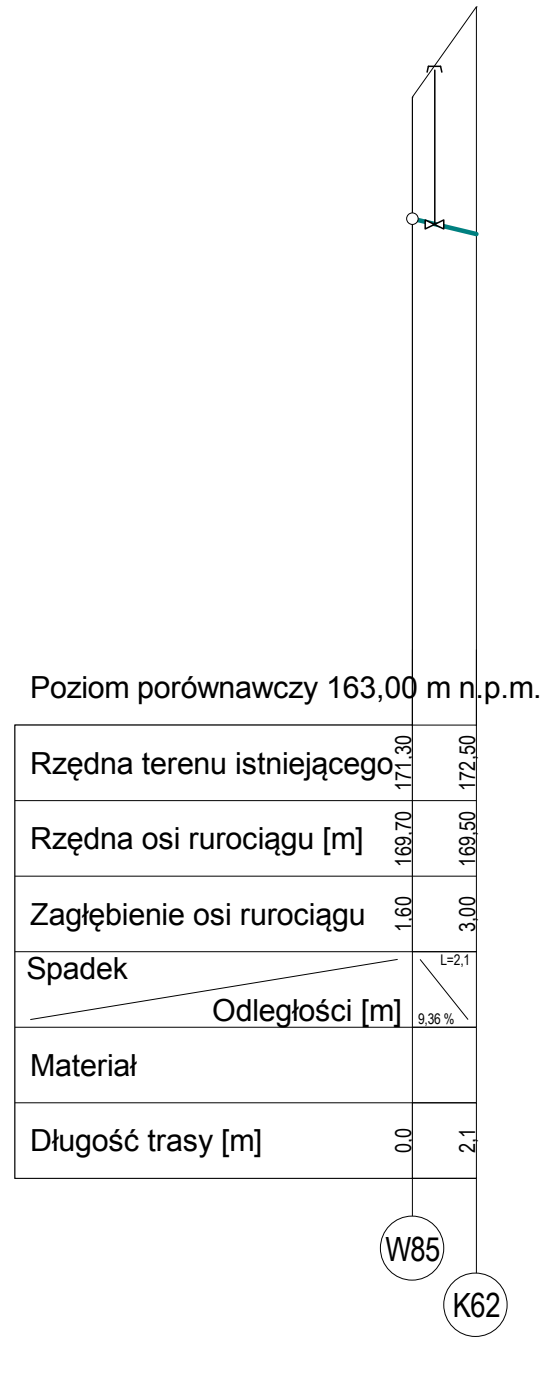 Poziom porównawczy 163,00 m n.p.m.
Rzędna terenu istniejącego 171.30 172,50
Rzędna osi rurociągu [m] 169.70 169,50
Zagłębienie osi rurociągu 1.60 3,00
Spadek L=2,1
Odległości [m] 9,36 %
Materiał
Długość trasy [m] 0.0 2,1
W85
K62